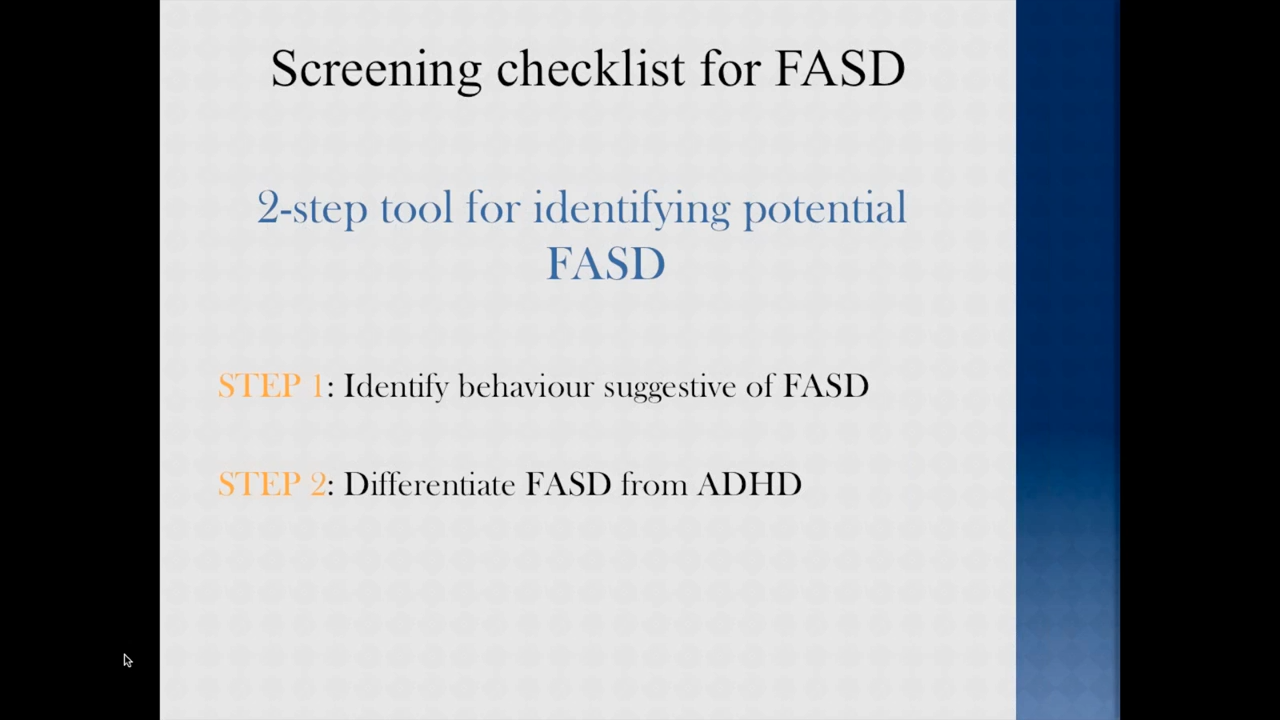 Screening checklist for FASD
2-step tool for identifying potential
FASD
STEP 1: Identify behaviour suggestive of FASD
STEP 2: Differentiate FASD from ADHD